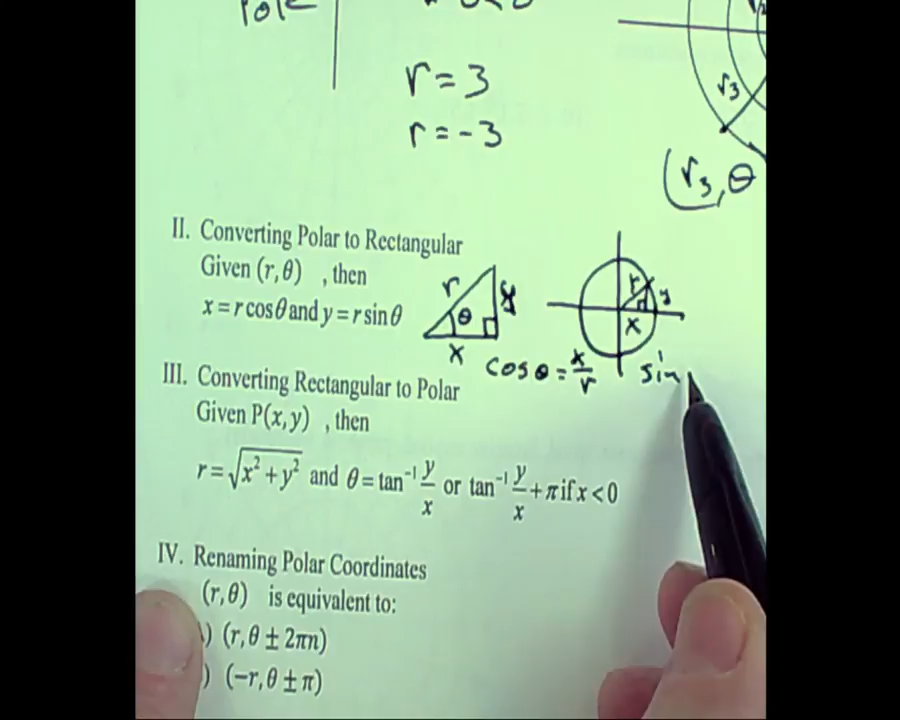 Pole
r = 3
r = -3
√3
(r3, θ
II. Converting Polar to Rectangular
Given (r, θ) , then
x = r cos θ and y = r sin θ
r
θ
y
x
r
y
x
cos θ = x/r
sin
III. Converting Rectangular to Polar
Given P(x, y) , then
r = √x² + y² and θ = tan⁻¹ y/x or tan⁻¹ y/x + π if x < 0
IV. Renaming Polar Coordinates
(r, θ) is equivalent to:
) (r, θ ± 2πn)
) (−r, θ ± π)